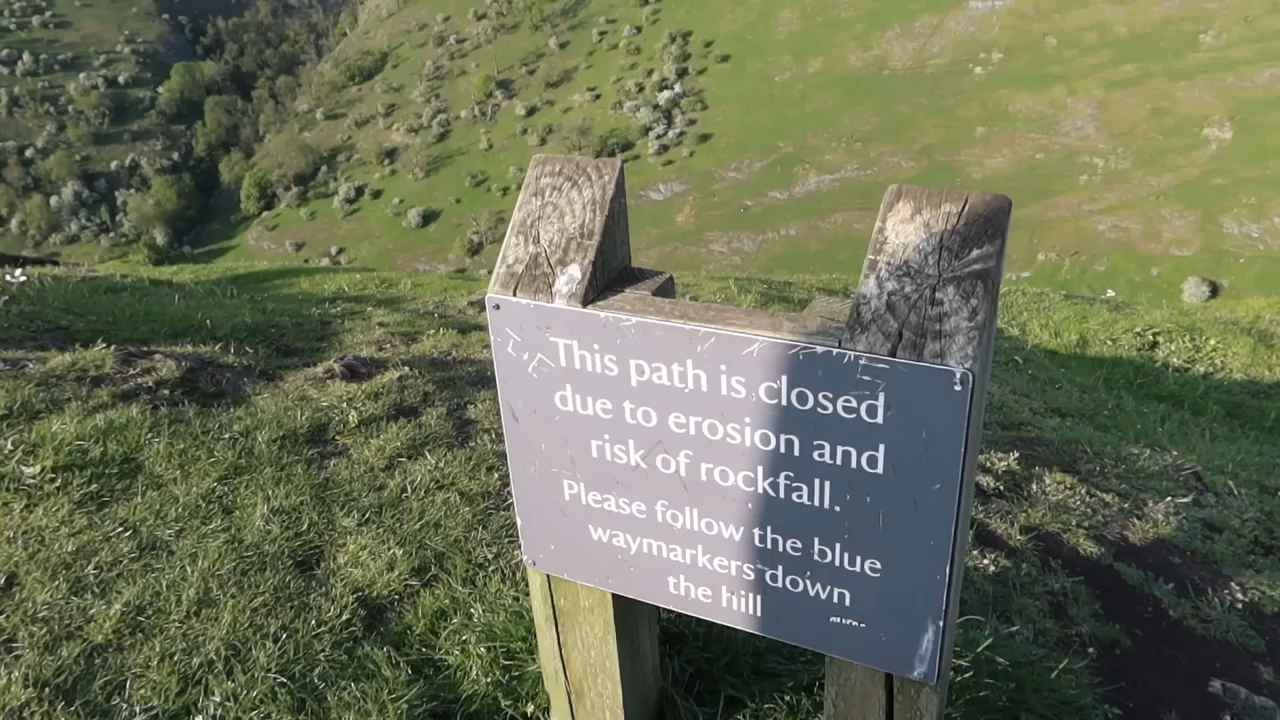 This path is closed
due to erosion and
risk of rockfall.
Please follow the blue
waymarkers down
the hill